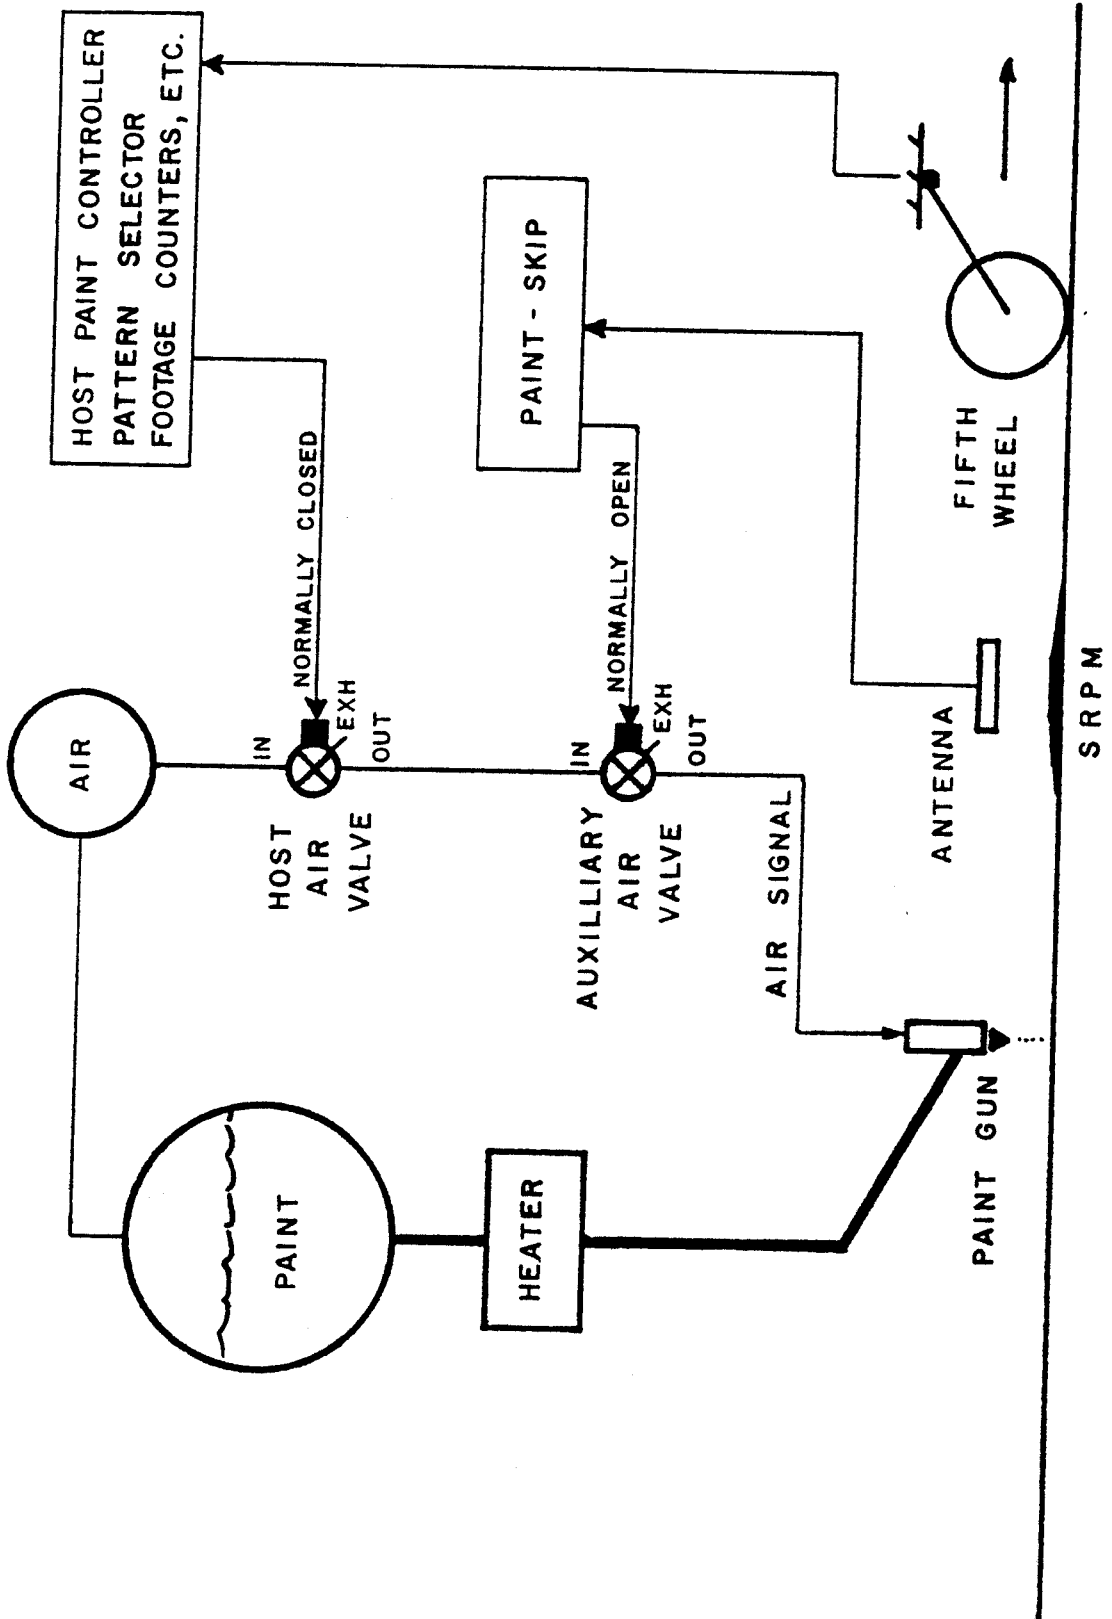 HOST PAINT CONTROLLER
PATTERN SELECTOR
FOOTAGE COUNTERS, ETC.
AIR
NORMALLY CLOSED
IN
EXH
OUT
HOST
AIR
VALVE
PAINT - SKIP
NORMALLY OPEN
IN
EXH
OUT
AUXILLIARY
AIR
VALVE
AIR SIGNAL
PAINT
HEATER
PAINT GUN
ANTENNA
FIFTH
WHEEL
SRPM